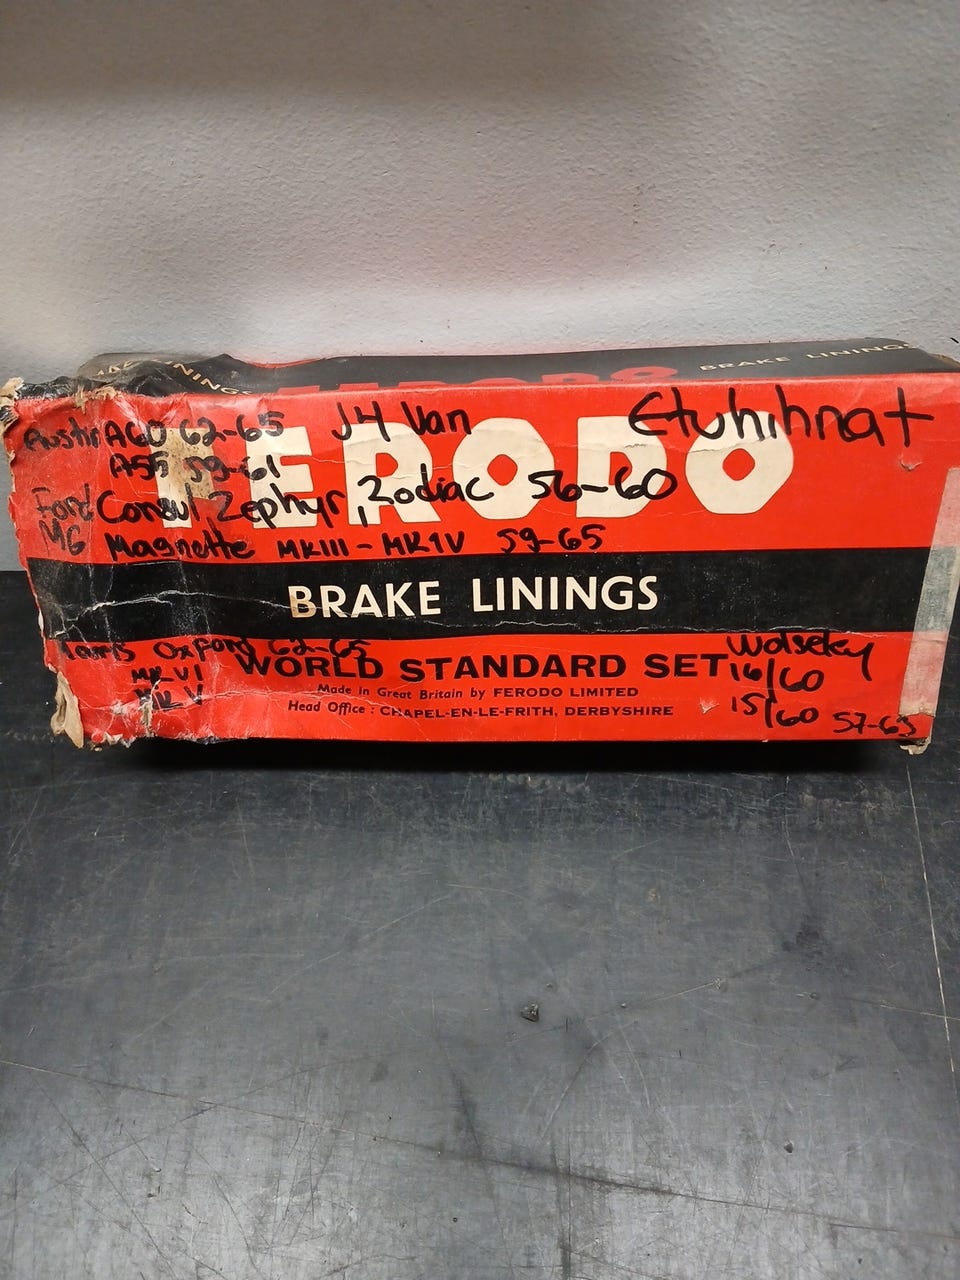 BRAKE LININGS
FERODO
Austin A60 62-65 J4 Van Etuhihnat
A55 59-61
Ford Consul, Zephyr, Zodiac 56-60
MG Magnette MKIII-MKIV 59-65
FERODO
BRAKE LININGS
Oxford 62-65
MK VI
MK V
WORLD STANDARD SET
Made in Great Britain by FERODO LIMITED
Head Office : CHAPEL-EN-LE-FRITH, DERBYSHIRE
Wolseley
16/60
15/60 57-63